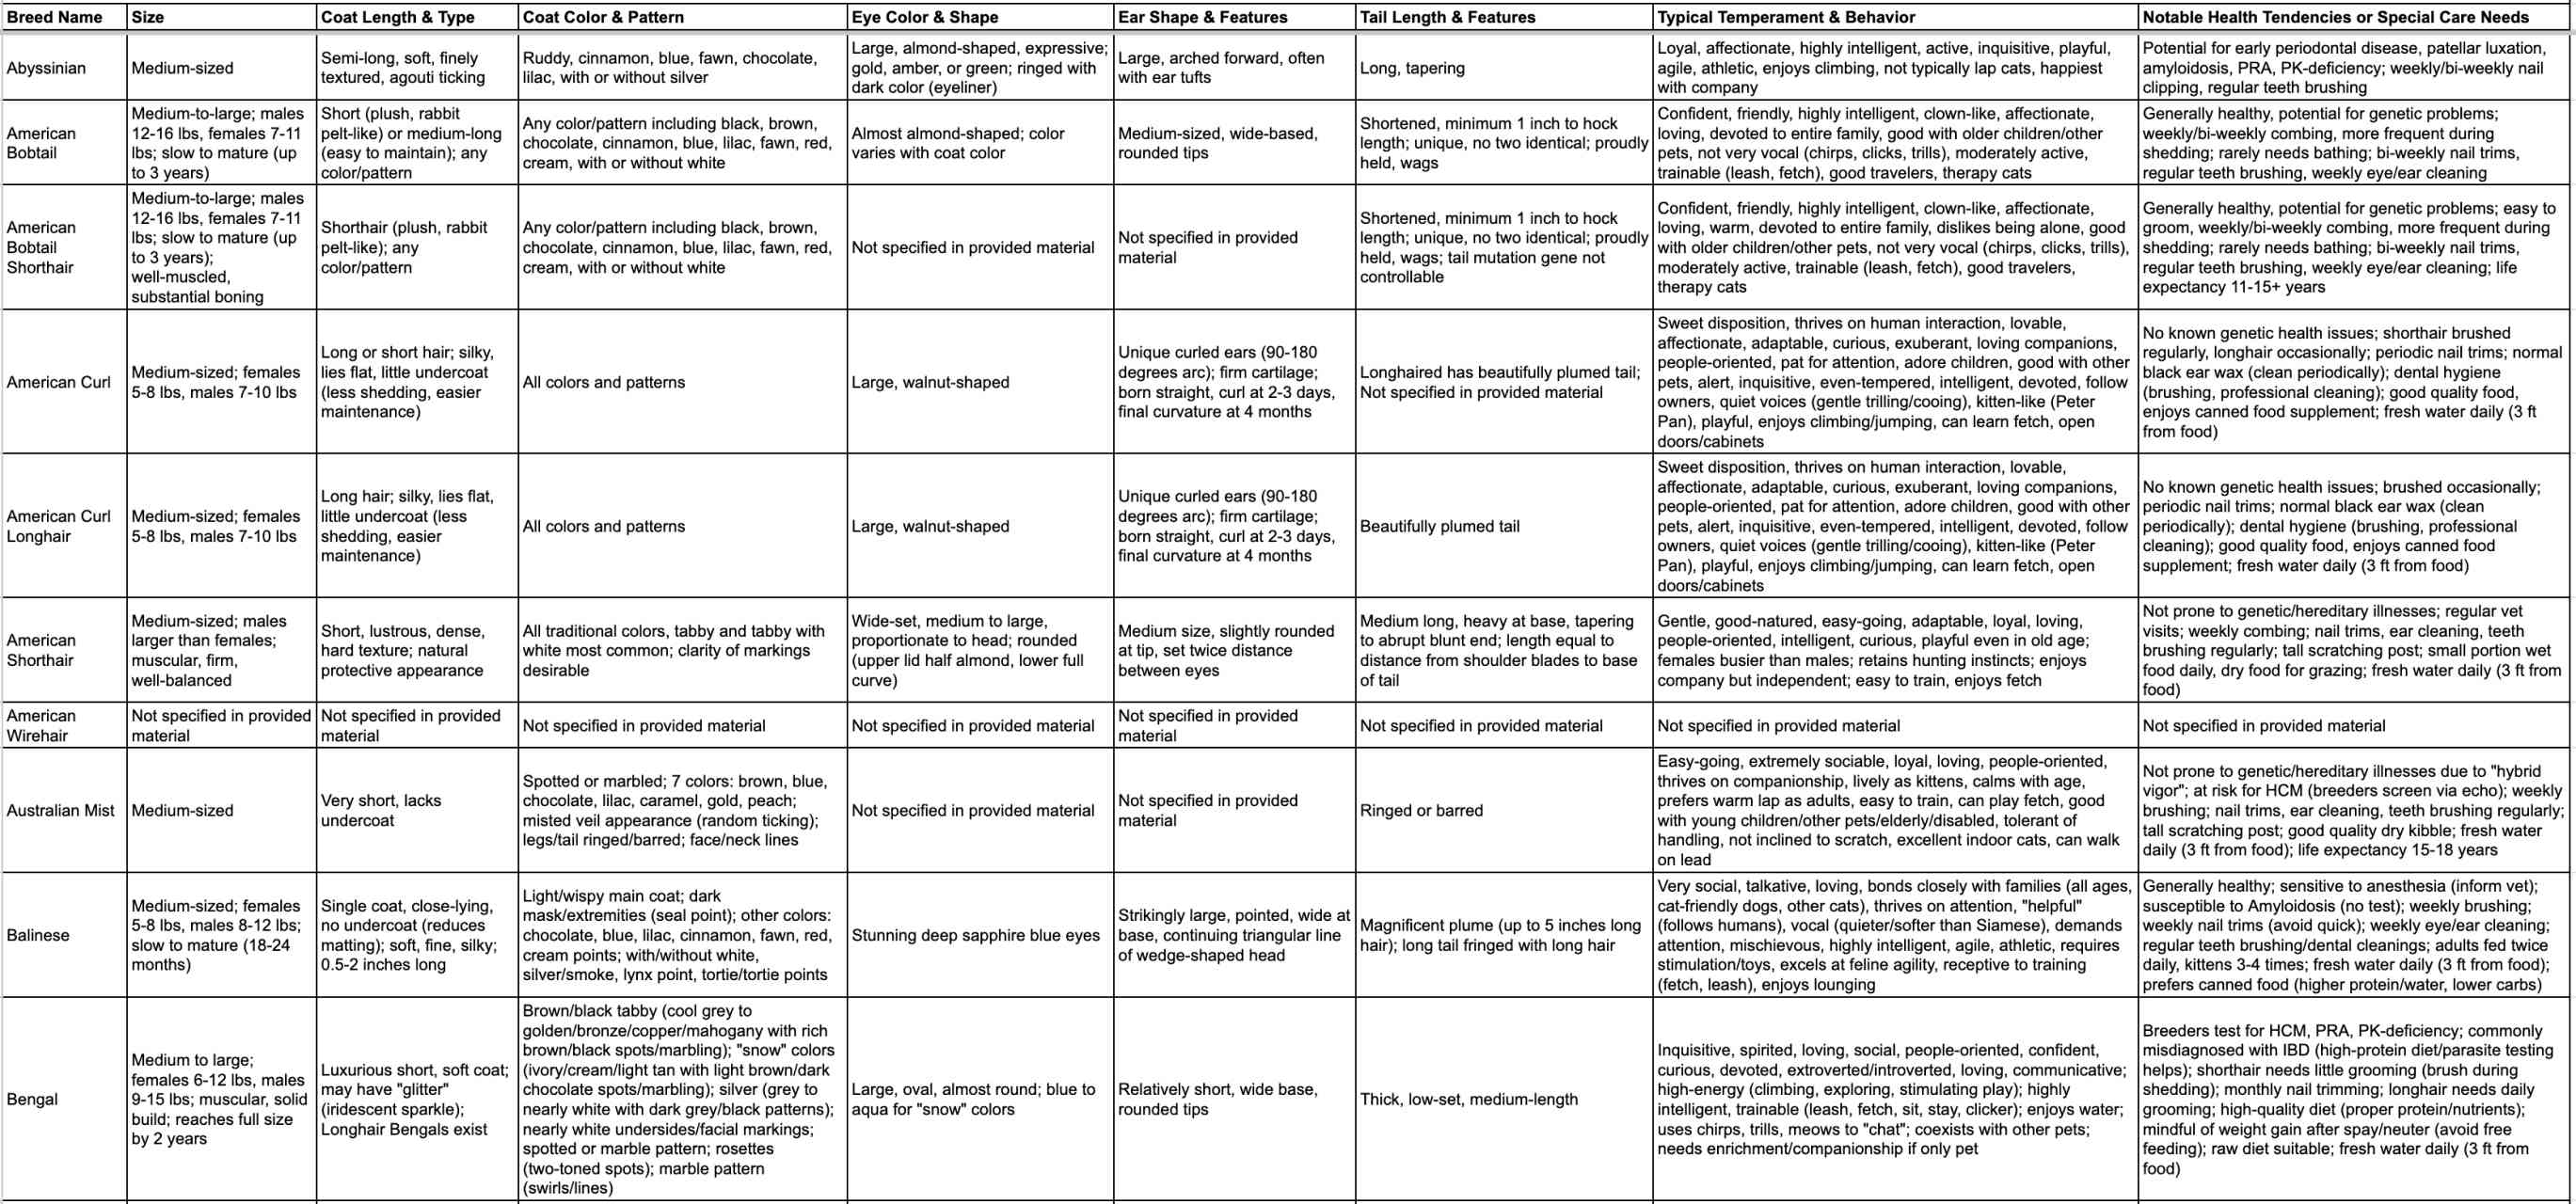 Breed Name
Size
Coat Length & Type
Coat Color & Pattern
Eye Color & Shape
Ear Shape & Features
Tail Length & Features
Typical Temperament & Behavior
Notable Health Tendencies or Special Care Needs
Abyssinian
Medium-sized
Semi-long, soft, finely
textured, agouti ticking
Ruddy, cinnamon, blue, fawn, chocolate,
lilac, with or without silver
Large, almond-shaped, expressive;
gold, amber, or green; ringed with
dark color (eyeliner)
Large, arched forward, often
with ear tufts
Long, tapering
Loyal, affectionate, highly intelligent, active, inquisitive, playful,
agile, athletic, enjoys climbing, not typically lap cats, happiest
with company
Potential for early periodontal disease, patellar luxation,
amyloidosis, PRA, PK-deficiency; weekly/bi-weekly nail
clipping, regular teeth brushing
American
Bobtail
Medium-to-large; males
12-16 lbs, females 7-11
lbs; slow to mature (up
to 3 years)
Short (plush, rabbit
pelt-like) or medium-long
(easy to maintain); any
color/pattern
Any color/pattern including black, brown,
chocolate, cinnamon, blue, lilac, fawn, red,
cream, with or without white
Almost almond-shaped; color
varies with coat color
Medium-sized, wide-based,
rounded tips
Shortened, minimum 1 inch to hock
length; unique, no two identical; proudly
held, wags
Confident, friendly, highly intelligent, clown-like, affectionate,
loving, devoted to entire family, good with older children/other
pets, not very vocal (chirps, clicks, trills), moderately active,
trainable (leash, fetch), good travelers, therapy cats
Generally healthy, potential for genetic problems;
weekly/bi-weekly combing, more frequent during
shedding; rarely needs bathing; bi-weekly nail trims,
regular teeth brushing, weekly eye/ear cleaning
American
Bobtail
Shorthair
Medium-to-large; males
12-16 lbs, females 7-11
lbs; slow to mature (up
to 3 years);
well-muscled,
substantial boning
Shorthair (plush, rabbit
pelt-like); any
color/pattern
Any color/pattern including black, brown,
chocolate, cinnamon, blue, lilac, fawn, red,
cream, with or without white
Not specified in provided material
Not specified in provided
material
Shortened, minimum 1 inch to hock
length; unique, no two identical; proudly
held, wags; tail mutation gene not
controllable
Confident, friendly, highly intelligent, clown-like, affectionate,
loving, warm, devoted to entire family, dislikes being alone, good
with older children/other pets, not very vocal (chirps, clicks, trills),
moderately active, trainable (leash, fetch), good travelers,
therapy cats
Generally healthy, potential for genetic problems; easy to
groom, weekly/bi-weekly combing, more frequent during
shedding; rarely needs bathing; bi-weekly nail trims,
regular teeth brushing, weekly eye/ear cleaning; life
expectancy 11-15+ years
American Curl
Medium-sized; females
5-8 lbs, males 7-10 lbs
Long or short hair; silky,
lies flat, little undercoat
(less shedding, easier
maintenance)
All colors and patterns
Large, walnut-shaped
Unique curled ears (90-180
degrees arc); firm cartilage;
born straight, curl at 2-3 days,
final curvature at 4 months
Longhaired has beautifully plumed tail;
Not specified in provided material
Sweet disposition, thrives on human interaction, lovable,
affectionate, adaptable, curious, exuberant, loving companions,
people-oriented, pat for attention, adore children, good with other
pets, alert, inquisitive, even-tempered, intelligent, devoted, follow
owners, quiet voices (gentle trilling/cooing), kitten-like (Peter
Pan), playful, enjoys climbing/jumping, can learn fetch, open
doors/cabinets
No known genetic health issues; shorthair brushed
regularly, longhair occasionally; periodic nail trims; normal
black ear wax (clean periodically); dental hygiene
(brushing, professional cleaning); good quality food,
enjoys canned food supplement; fresh water daily (3 ft
from food)
American Curl
Longhair
Medium-sized; females
5-8 lbs, males 7-10 lbs
Long hair; silky, lies flat,
little undercoat (less
shedding, easier
maintenance)
All colors and patterns
Large, walnut-shaped
Unique curled ears (90-180
degrees arc); firm cartilage;
born straight, curl at 2-3 days,
final curvature at 4 months
Beautifully plumed tail
Sweet disposition, thrives on human interaction, lovable,
affectionate, adaptable, curious, exuberant, loving companions,
people-oriented, pat for attention, adore children, good with other
pets, alert, inquisitive, even-tempered, intelligent, devoted, follow
owners, quiet voices (gentle trilling/cooing), kitten-like (Peter
Pan), playful, enjoys climbing/jumping, can learn fetch, open
doors/cabinets
No known genetic health issues; brushed occasionally;
periodic nail trims; normal black ear wax (clean
periodically); dental hygiene (brushing, professional
cleaning); good quality food, enjoys canned food
supplement; fresh water daily (3 ft from food)
American
Shorthair
Medium-sized; males
larger than females;
muscular, firm,
well-balanced
Short, lustrous, dense,
hard texture; natural
protective appearance
All traditional colors, tabby and tabby with
white most common; clarity of markings
desirable
Wide-set, medium to large,
proportionate to head; rounded
(upper lid half almond, lower full
curve)
Medium size, slightly rounded
at tip, set twice distance
between eyes
Medium long, heavy at base, tapering
to abrupt blunt end; length equal to
distance from shoulder blades to base
of tail
Gentle, good-natured, easy-going, adaptable, loyal, loving,
people-oriented, intelligent, curious, playful even in old age;
females busier than males; retains hunting instincts; enjoys
company but independent; easy to train, enjoys fetch
Not prone to genetic/hereditary illnesses; regular vet
visits; weekly combing; nail trims, ear cleaning, teeth
brushing regularly; tall scratching post; small portion wet
food daily, dry food for grazing; fresh water daily (3 ft from
food)
American
Wirehair
Not specified in provided
material
Not specified in provided
material
Not specified in provided material
Not specified in provided material
Not specified in provided
material
Not specified in provided material
Not specified in provided material
Not specified in provided material
Australian Mist
Medium-sized
Very short, lacks
undercoat
Spotted or marbled; 7 colors: brown, blue,
chocolate, lilac, caramel, gold, peach;
misted veil appearance (random ticking);
legs/tail ringed/barred; face/neck lines
Not specified in provided material
Not specified in provided
material
Ringed or barred
Easy-going, extremely sociable, loyal, loving, people-oriented,
thrives on companionship, lively as kittens, calms with age,
prefers warm lap as adults, easy to train, can play fetch, good
with young children/other pets/elderly/disabled, tolerant of
handling, not inclined to scratch, excellent indoor cats, can walk
on lead
Not prone to genetic/hereditary illnesses due to "hybrid
vigor"; at risk for HCM (breeders screen via echo); weekly
brushing; nail trims, ear cleaning, teeth brushing regularly;
tall scratching post; good quality dry kibble; fresh water
daily (3 ft from food); life expectancy 15-18 years
Balinese
Medium-sized; females
5-8 lbs, males 8-12 lbs;
slow to mature (18-24
months)
Single coat, close-lying,
no undercoat (reduces
matting); soft, fine, silky;
0.5-2 inches long
Light/wispy main coat; dark
mask/extremities (seal point); other colors:
chocolate, blue, lilac, cinnamon, fawn, red,
cream points; with/without white,
silver/smoke, lynx point, tortie/tortie points
Stunning deep sapphire blue eyes
Strikingly large, pointed, wide at
base, continuing triangular line
of wedge-shaped head
Magnificent plume (up to 5 inches long
hair); long tail fringed with long hair
Very social, talkative, loving, bonds closely with families (all ages,
cat-friendly dogs, other cats), thrives on attention, "helpful"
(follows humans), vocal (quieter/softer than Siamese), demands
attention, mischievous, highly intelligent, agile, athletic, requires
stimulation/toys, excels at feline agility, receptive to training
(fetch, leash), enjoys lounging
Generally healthy; sensitive to anesthesia (inform vet);
susceptible to Amyloidosis (no test); weekly brushing;
weekly nail trims (avoid quick); weekly eye/ear cleaning;
regular teeth brushing/dental cleanings; adults fed twice
daily, kittens 3-4 times; fresh water daily (3 ft from food);
prefers canned food (higher protein/water, lower carbs)
Bengal
Medium to large;
females 6-12 lbs, males
9-15 lbs; muscular, solid
build; reaches full size
by 2 years
Luxurious short, soft coat;
may have "glitter"
(iridescent sparkle);
Longhair Bengals exist
Brown/black tabby (cool grey to
golden/bronze/copper/mahogany with rich
brown/black spots/marbling); "snow" colors
(ivory/cream/light tan with light brown/dark
chocolate spots/marbling); silver (grey to
nearly white with dark grey/black patterns);
nearly white undersides/facial markings;
spotted or marble pattern; rosettes
(two-toned spots); marble pattern
(swirls/lines)
Large, oval, almost round; blue to
aqua for "snow" colors
Relatively short, wide base,
rounded tips
Thick, low-set, medium-length
Inquisitive, spirited, loving, social, people-oriented, confident,
curious, devoted, extroverted/introverted, loving, communicative;
high-energy (climbing, exploring, stimulating play); highly
intelligent, trainable (leash, fetch, sit, stay, clicker); enjoys water;
uses chirps, trills, meows to "chat"; coexists with other pets;
needs enrichment/companionship if only pet
Breeders test for HCM, PRA, PK-deficiency; commonly
misdiagnosed with IBD (high-protein diet/parasite testing
helps); shorthair needs little grooming (brush during
shedding); monthly nail trimming; longhair needs daily
grooming; high-quality diet (proper protein/nutrients);
mindful of weight gain after spay/neuter (avoid free
feeding); raw diet suitable; fresh water daily (3 ft from
food)